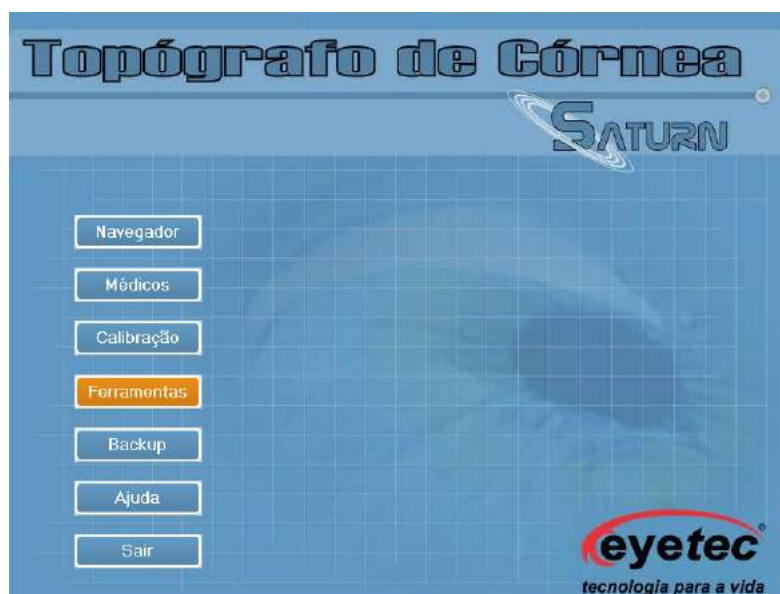 Topógrafo de Córnea
SATURN
Navegador
Médicos
Calibração
Ferramentas
Backup
Ajuda
Sair
eyetec
tecnologia para a vida